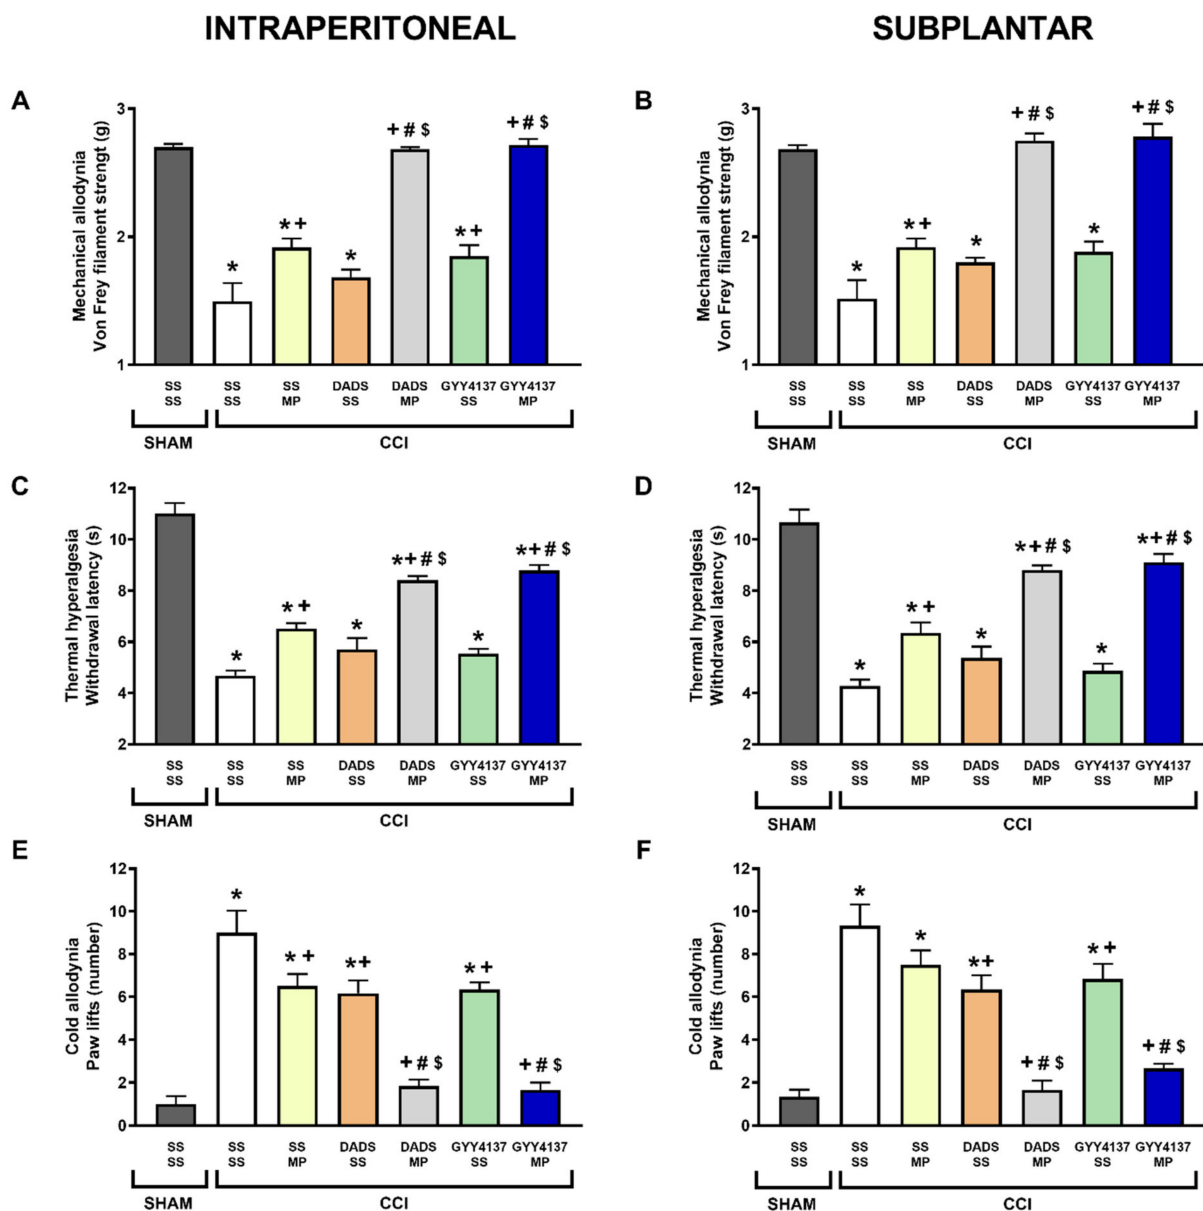 INTRAPERITONEAL
SUBPLANTAR
A
Mechanical allodynia
Von Frey filament strengt (g)
3
2
1
*
*+
*
+#$
*+
+#$
SS SS SS DADS DADS GYY4137 GYY4137
SS SS MP SS MP SS MP
SHAM CCI
B
Mechanical allodynia
Von Frey filament strengt (g)
3
2
1
*
*+
*
+#$
*
+#$
SS SS SS DADS DADS GYY4137 GYY4137
SS SS MP SS MP SS MP
SHAM CCI
C
Thermal hyperalgesia
Withdrawal latency (s)
12
10
8
6
4
2
*
*+
*
*+#$
*
*+#$
SS SS SS DADS DADS GYY4137 GYY4137
SS SS MP SS MP SS MP
SHAM CCI
D
Thermal hyperalgesia
Withdrawal latency (s)
12
10
8
6
4
2
*
*+
*
*+#$
*
*+#$
SS SS SS DADS DADS GYY4137 GYY4137
SS SS MP SS MP SS MP
SHAM CCI
E
Cold allodynia
Paw lifts (number)
12
10
8
6
4
2
0
*
*+
*+
+#$
*+
+#$
SS SS SS DADS DADS GYY4137 GYY4137
SS SS MP SS MP SS MP
SHAM CCI
F
Cold allodynia
Paw lifts (number)
12
10
8
6
4
2
0
*
*
*+
+#$
*+
+#$
SS SS SS DADS DADS GYY4137 GYY4137
SS SS MP SS MP SS MP
SHAM CCI